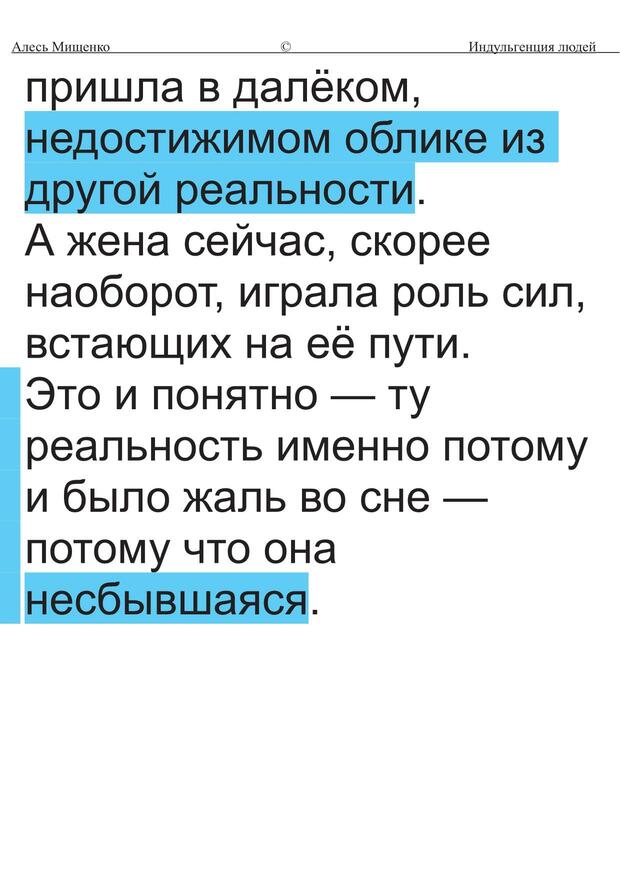 Алесь Мищенко © Индульгенция людей
пришла в далёком,
недостижимом облике из
другой реальности.
А жена сейчас, скорее
наоборот, играла роль сил,
встающих на её пути.
Это и понятно — ту
реальность именно потому
и было жаль во сне —
потому что она
несбывшаяся.